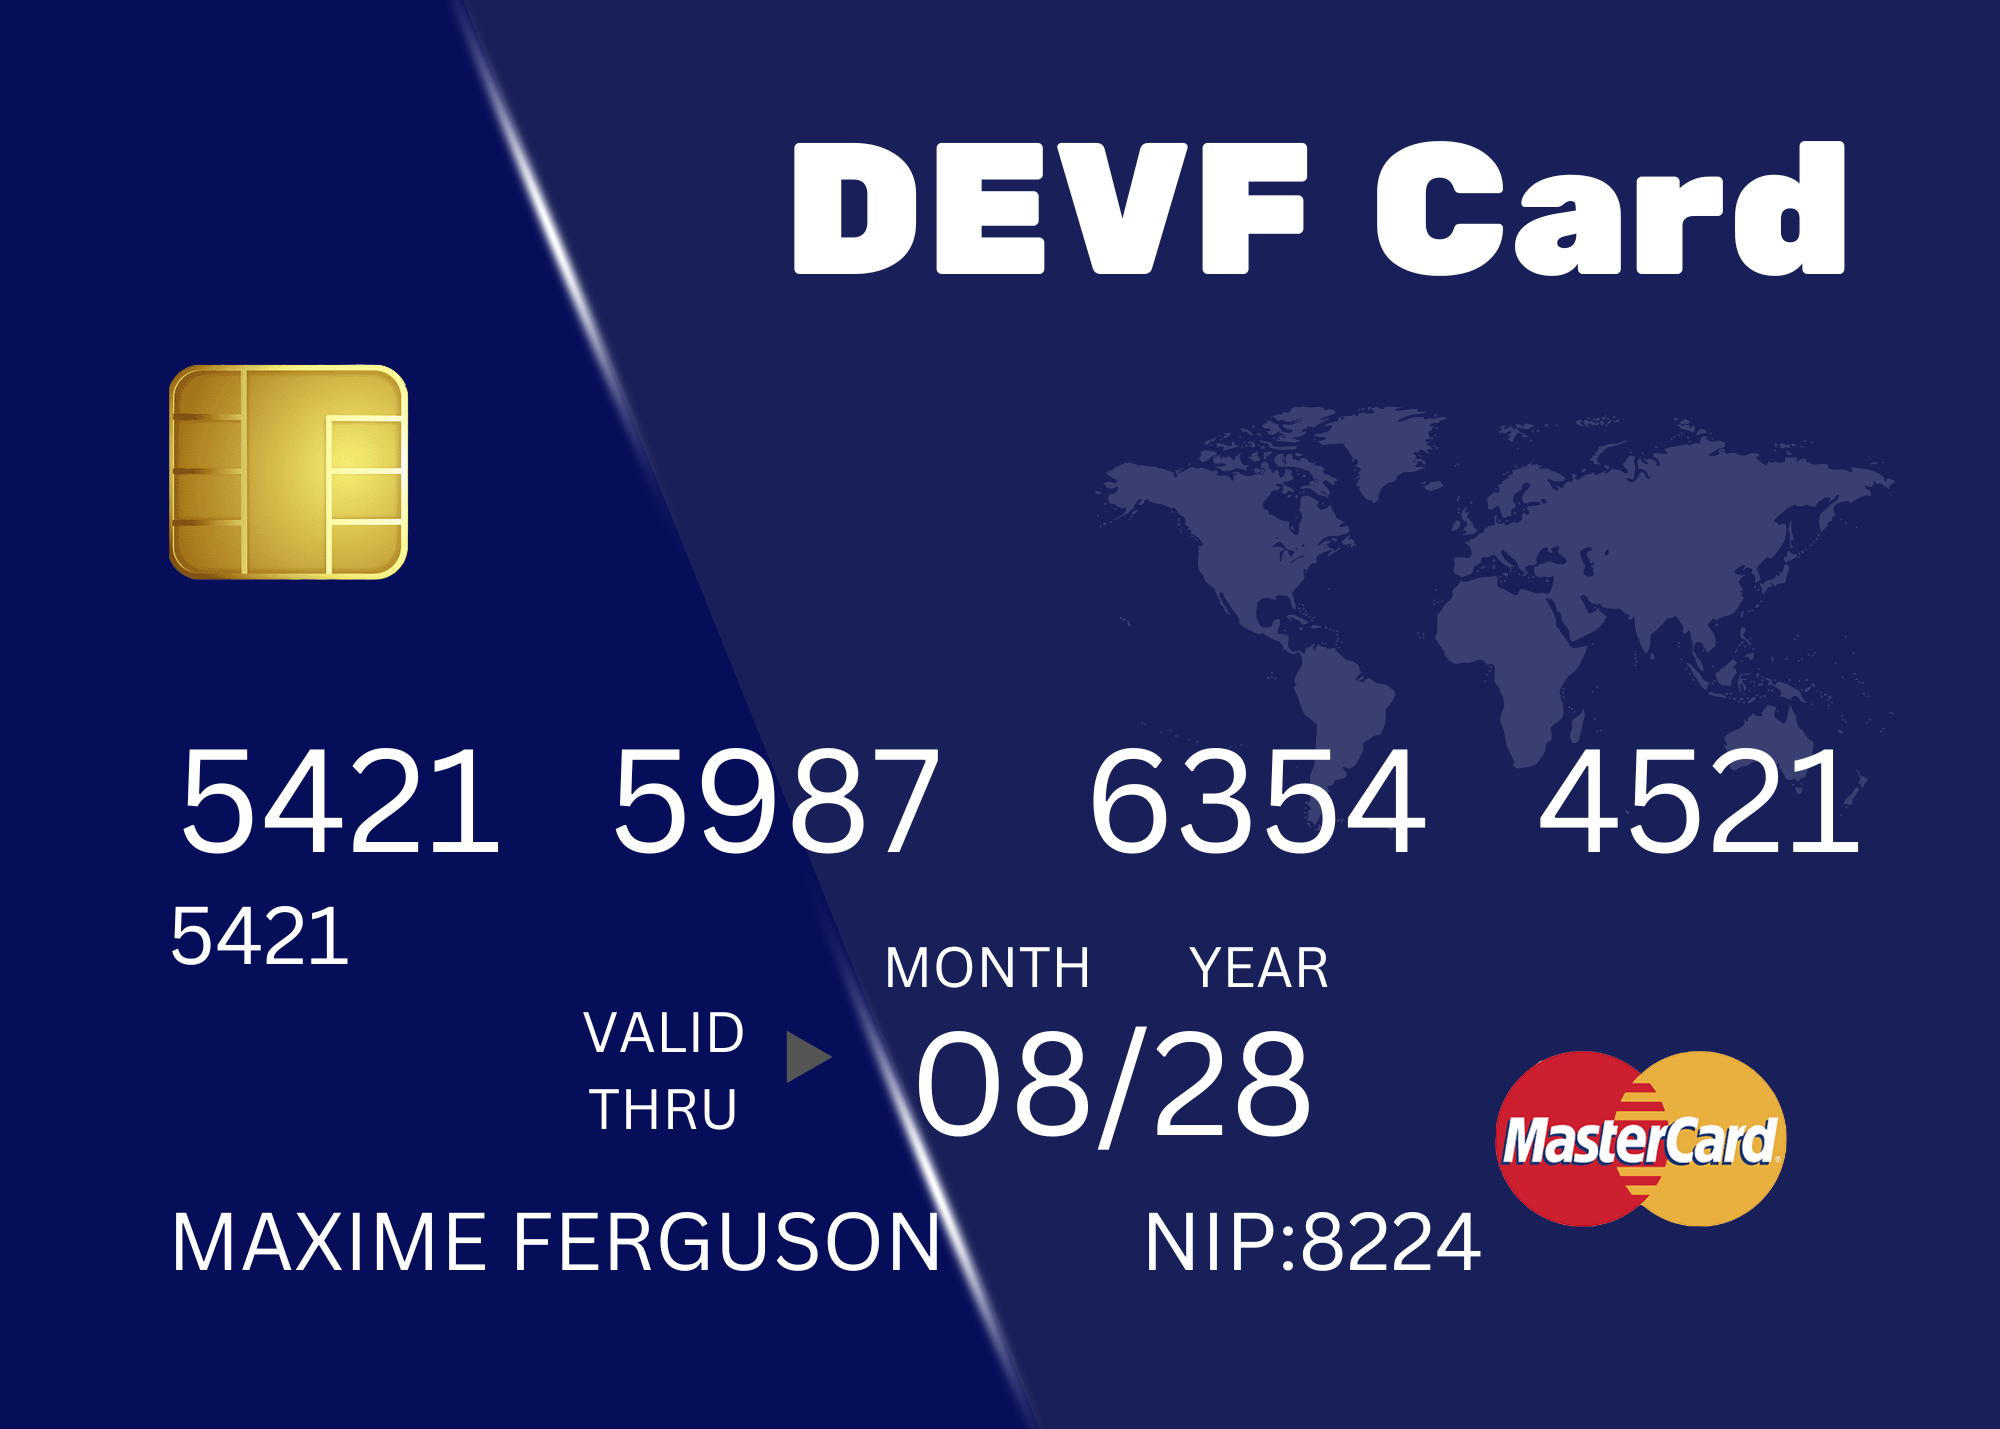 DEVF Card
5421 5987 6354 4521
5421
MONTH YEAR
VALID
THRU
08/28
MasterCard
MAXIME FERGUSON NIP:8224